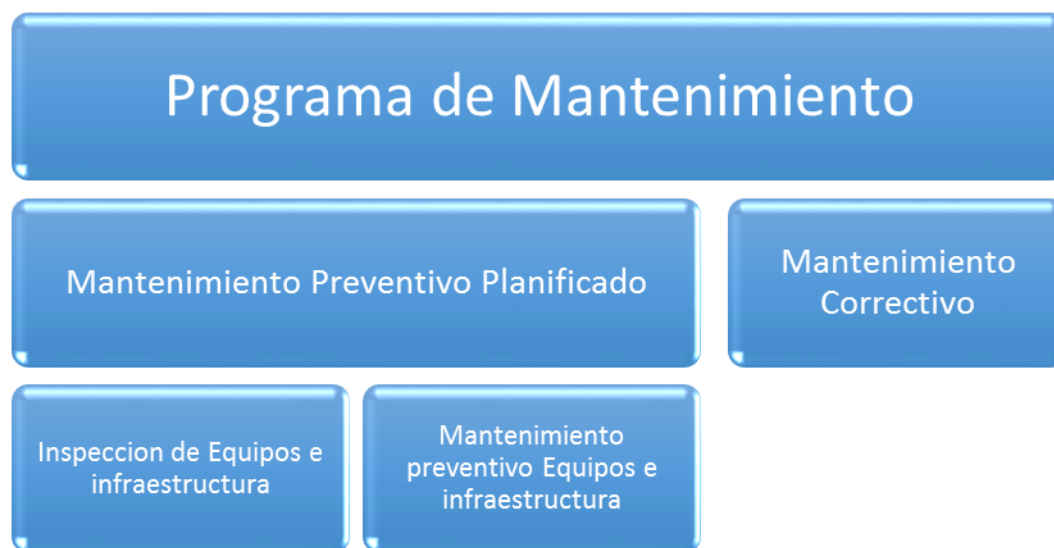 Programa de Mantenimiento
Mantenimiento Preventivo Planificado
Mantenimiento
Correctivo
Inspeccion de Equipos e
infraestructura
Mantenimiento
preventivo Equipos e
infraestructura